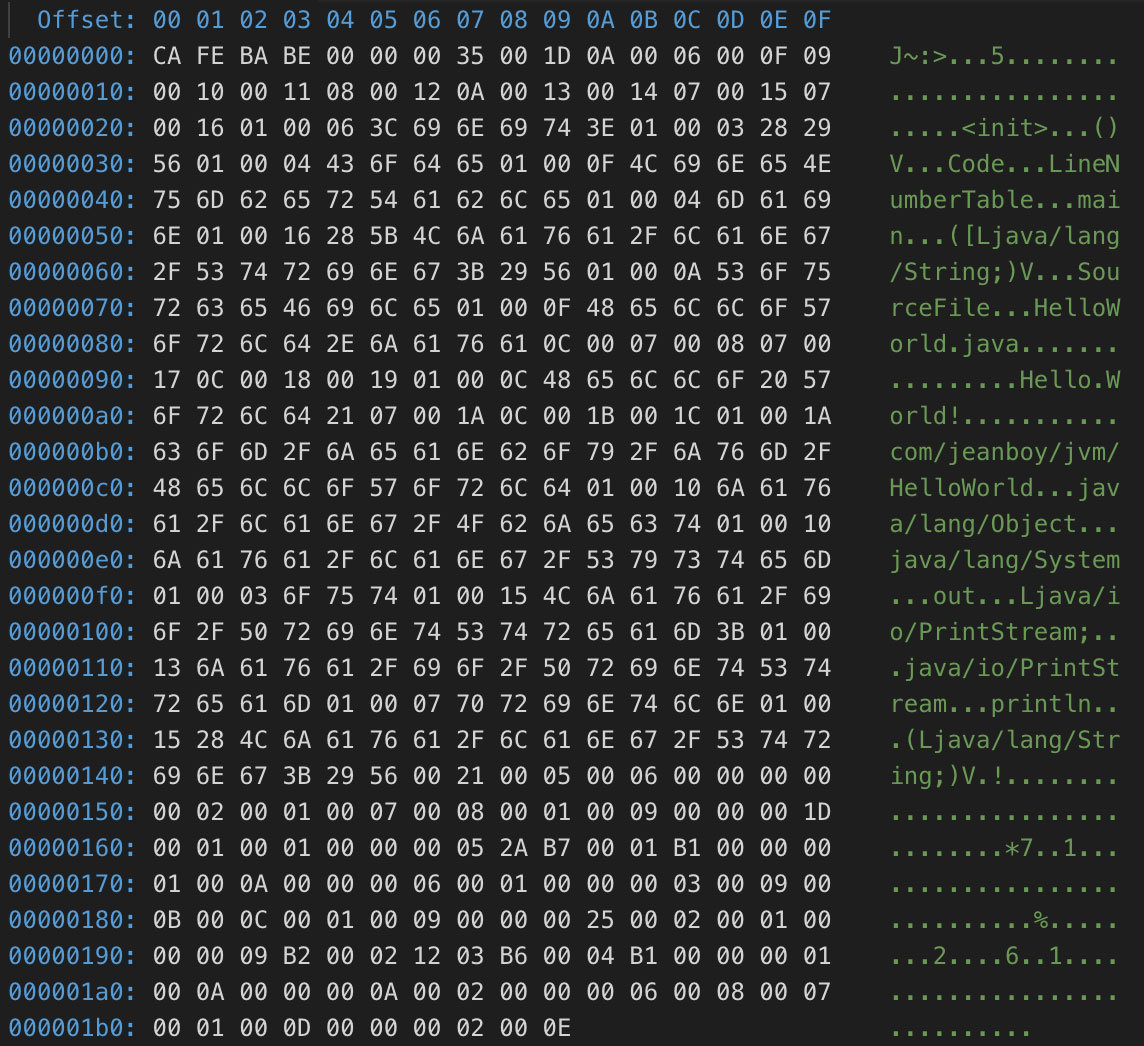 Offset: 00 01 02 03 04 05 06 07 08 09 0A 0B 0C 0D 0E 0F
00000000: CA FE BA BE 00 00 00 35 00 1D 0A 00 06 00 0F 09 J~:>...5........
00000010: 00 10 00 11 08 00 12 0A 00 13 00 14 07 00 15 07 ................
00000020: 00 16 01 00 06 3C 69 6E 69 74 3E 01 00 03 28 29 .....<init>...()
00000030: 56 01 00 04 43 6F 64 65 01 00 0F 4C 69 6E 65 4E V...Code...LineN
00000040: 75 6D 62 65 72 54 61 62 6C 65 01 00 04 6D 61 69 umberTable...mai
00000050: 6E 01 00 16 28 5B 4C 6A 61 76 61 2F 6C 61 6E 67 n...([Ljava/lang
00000060: 2F 53 74 72 69 6E 67 3B 29 56 01 00 0A 53 6F 75 /String;)V...Sou
00000070: 72 63 65 46 69 6C 65 01 00 0F 48 65 6C 6C 6F 57 rceFile...HelloW
00000080: 6F 72 6C 64 2E 6A 61 76 61 0C 00 07 00 08 07 00 orld.java.......
00000090: 17 0C 00 18 00 19 01 00 0C 48 65 6C 6C 6F 20 57 .........Hello.W
000000a0: 6F 72 6C 64 21 07 00 1A 0C 00 1B 00 1C 01 00 1A orld!...........
000000b0: 63 6F 6D 2F 6A 65 61 6E 62 6F 79 2F 6A 76 6D 2F com/jeanboy/jvm/
000000c0: 48 65 6C 6C 6F 57 6F 72 6C 64 01 00 10 6A 61 76 HelloWorld...jav
000000d0: 61 2F 6C 61 6E 67 2F 4F 62 6A 65 63 74 01 00 10 a/lang/Object...
000000e0: 6A 61 76 61 2F 6C 61 6E 67 2F 53 79 73 74 65 6D java/lang/System
000000f0: 01 00 03 6F 75 74 01 00 15 4C 6A 61 76 61 2F 69 ...out...Ljava/i
00000100: 6F 2F 50 72 69 6E 74 53 74 72 65 61 6D 3B 01 00 o/PrintStream;..
00000110: 13 6A 61 76 61 2F 69 6F 2F 50 72 69 6E 74 53 74 .java/io/PrintSt
00000120: 72 65 61 6D 01 00 07 70 72 69 6E 74 6C 6E 01 00 ream...println..
00000130: 15 28 4C 6A 61 76 61 2F 6C 61 6E 67 2F 53 74 72 .(Ljava/lang/Str
00000140: 69 6E 67 3B 29 56 00 21 00 05 00 06 00 00 00 00 ing;)V.!........
00000150: 00 02 00 01 00 07 00 08 00 01 00 09 00 00 00 1D ................
00000160: 00 01 00 01 00 00 00 05 2A B7 00 01 B1 00 00 00 ........*7..1...
00000170: 01 00 0A 00 00 00 06 00 01 00 00 00 03 00 09 00 ................
00000180: 0B 00 0C 00 01 00 09 00 00 00 25 00 02 00 01 00 ..........%.....
00000190: 00 00 09 B2 00 02 12 03 B6 00 04 B1 00 00 00 01 ...2....6..1....
000001a0: 00 0A 00 00 00 0A 00 02 00 00 00 06 00 08 00 07 ................
000001b0: 00 01 00 0D 00 00 00 02 00 0E ..........